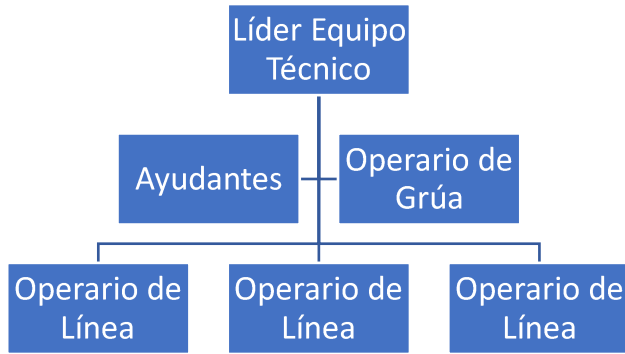 Líder Equipo
Técnico
Ayudantes
Operario de
Grúa
Operario de
Línea
Operario de
Línea
Operario de
Línea